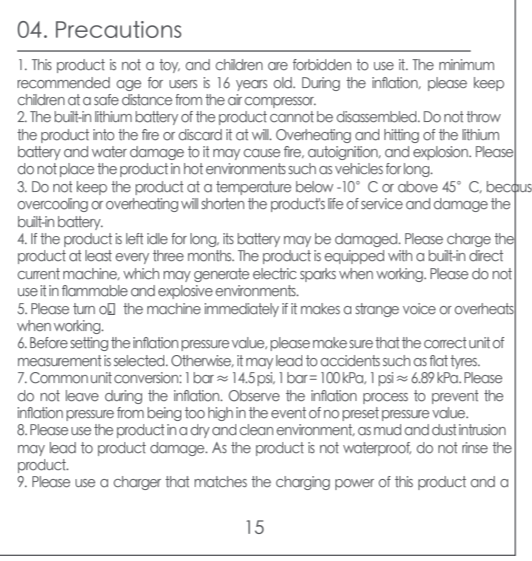 04. Precautions
1. This product is not a toy, and children are forbidden to use it. The minimum
recommended age for users is 16 years old. During the inflation, please keep
children at a safe distance from the air compressor.
2. The built-in lithium battery of the product cannot be disassembled. Do not throw
the product into the fire or discard it at will. Overheating and hitting of the lithium
battery and water damage to it may cause fire, autoignition, and explosion. Please
do not place the product in hot environments such as vehicles for long.
3. Do not keep the product at a temperature below -10° C or above 45° C, becaus
overcooling or overheating will shorten the product's life of service and damage the
built-in battery.
4. If the product is left idle for long, its battery may be damaged. Please charge the
product at least every three months. The product is equipped with a built-in direct
current machine, which may generate electric sparks when working. Please do not
use it in flammable and explosive environments.
5. Please turn o▯ the machine immediately if it makes a strange voice or overheats
when working.
6. Before setting the inflation pressure value, please make sure that the correct unit of
measurement is selected. Otherwise, it may lead to accidents such as flat tyres.
7. Common unit conversion: 1 bar ≈ 14.5 psi, 1 bar = 100 kPa, 1 psi ≈ 6.89 kPa. Please
do not leave during the inflation. Observe the inflation process to prevent the
inflation pressure from being too high in the event of no preset pressure value.
8. Please use the product in a dry and clean environment, as mud and dust intrusion
may lead to product damage. As the product is not waterproof, do not rinse the
product.
9. Please use a charger that matches the charging power of this product and a
15